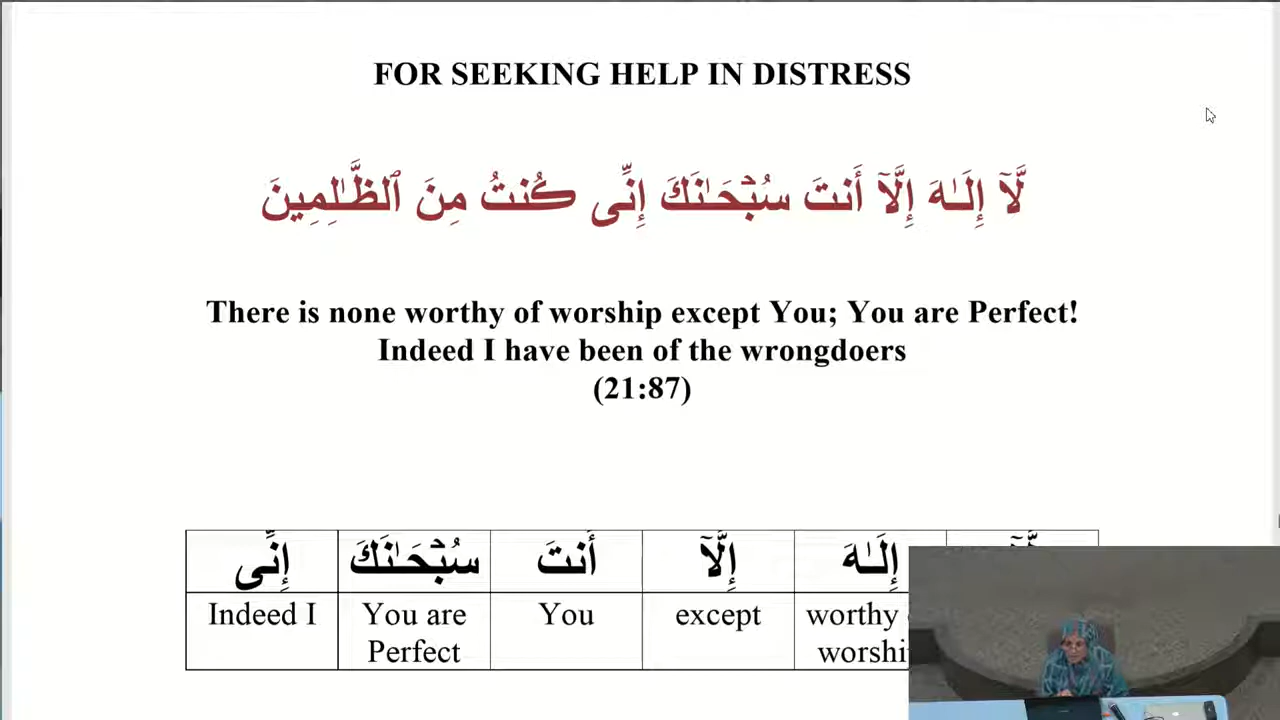 FOR SEEKING HELP IN DISTRESS
لَّآ إِلَـٰهَ إِلَّآ أَنتَ سُبْحَـٰنَكَ إِنِّى كُنتُ مِنَ ٱلظَّـٰلِمِينَ
There is none worthy of worship except You; You are Perfect!
Indeed I have been of the wrongdoers
(21:87)
إِلَـٰهَ إِلَّآ أَنتَ سُبْحَـٰنَكَ إِنِّى
Indeed I You are You except worthy
Perfect